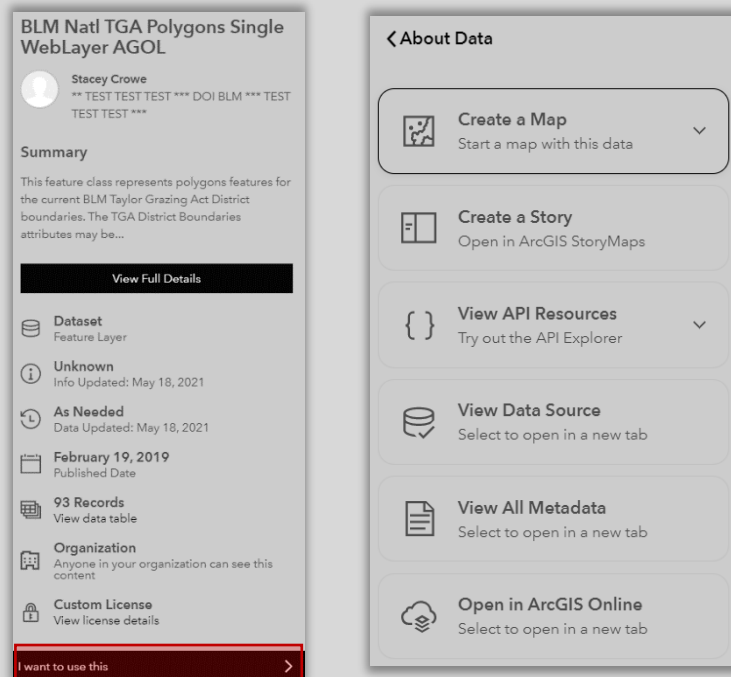 BLM Natl TGA Polygons Single
WebLayer AGOL
Stacey Crowe
** TEST TEST TEST *** DOI BLM *** TEST
TEST TEST ***
Summary
This feature class represents polygons features for
the current BLM Taylor Grazing Act District
boundaries. The TGA District Boundaries
attributes may be...
View Full Details
Dataset
Feature Layer
Unknown
Info Updated: May 18, 2021
As Needed
Data Updated: May 18, 2021
February 19, 2019
Published Date
93 Records
View data table
Organization
Anyone in your organization can see this
content
Custom License
View license details
I want to use this
About Data
Create a Map
Start a map with this data
Create a Story
Open in ArcGIS StoryMaps
View API Resources
Try out the API Explorer
View Data Source
Select to open in a new tab
View All Metadata
Select to open in a new tab
Open in ArcGIS Online
Select to open in a new tab